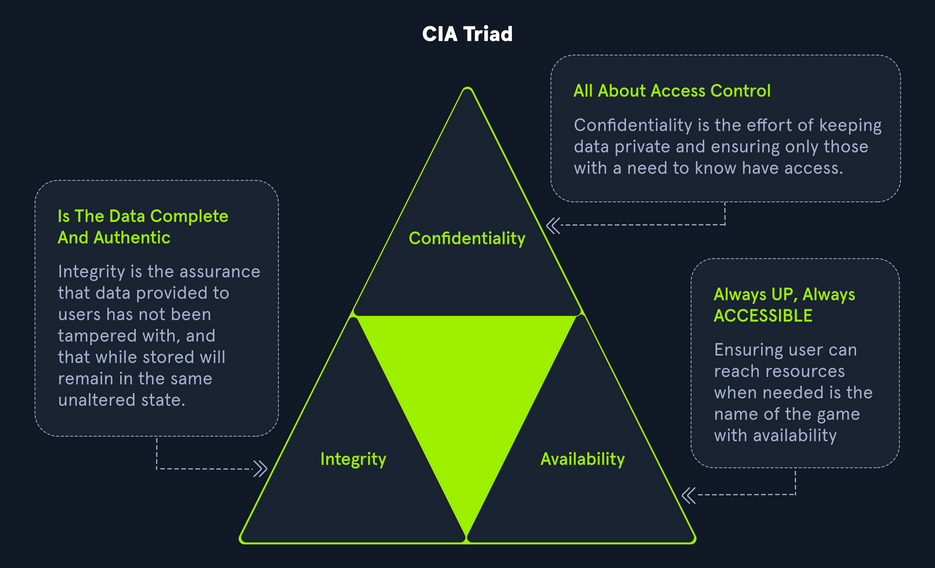 CIA Triad
All About Access Control
Confidentiality is the effort of keeping
data private and ensuring only those
with a need to know have access.
Is The Data Complete
And Authentic
Integrity is the assurance
that data provided to
users has not been
tampered with, and
that while stored will
remain in the same
unaltered state.
Confidentiality
Always UP, Always
ACCESSIBLE
Ensuring user can
reach resources
when needed is the
name of the game
with availability
Integrity
Availability